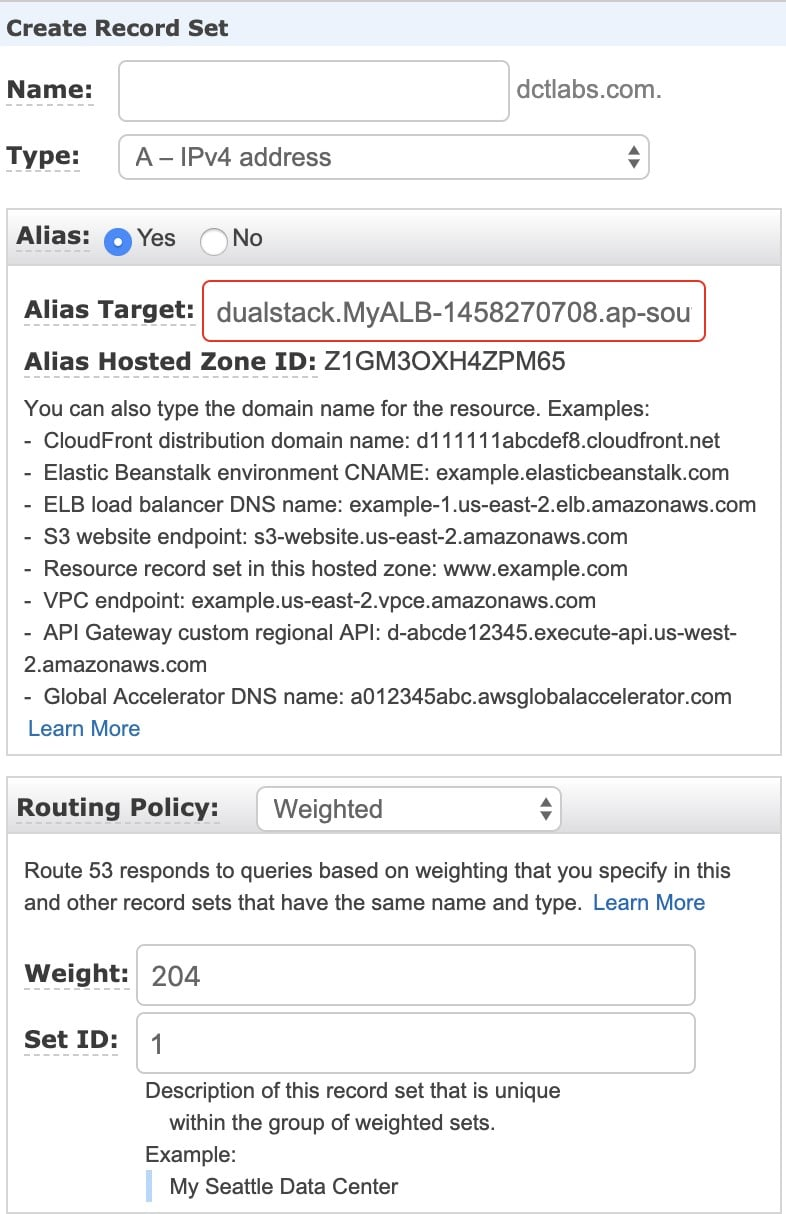 Create Record Set
Name: dctlabs.com.
Type: A – IPv4 address
Alias: Yes No
Alias Target: dualstack.MyALB-1458270708.ap-sou
Alias Hosted Zone ID: Z1GM3OXH4ZPM65
You can also type the domain name for the resource. Examples:
- CloudFront distribution domain name: d111111abcdef8.cloudfront.net
- Elastic Beanstalk environment CNAME: example.elasticbeanstalk.com
- ELB load balancer DNS name: example-1.us-east-2.elb.amazonaws.com
- S3 website endpoint: s3-website.us-east-2.amazonaws.com
- Resource record set in this hosted zone: www.example.com
- VPC endpoint: example.us-east-2.vpce.amazonaws.com
- API Gateway custom regional API: d-abcde12345.execute-api.us-west-
2.amazonaws.com
- Global Accelerator DNS name: a012345abc.awsglobalaccelerator.com
Learn More
Routing Policy: Weighted
Route 53 responds to queries based on weighting that you specify in this
and other record sets that have the same name and type. Learn More
Weight: 204
Set ID: 1
Description of this record set that is unique
within the group of weighted sets.
Example:
My Seattle Data Center